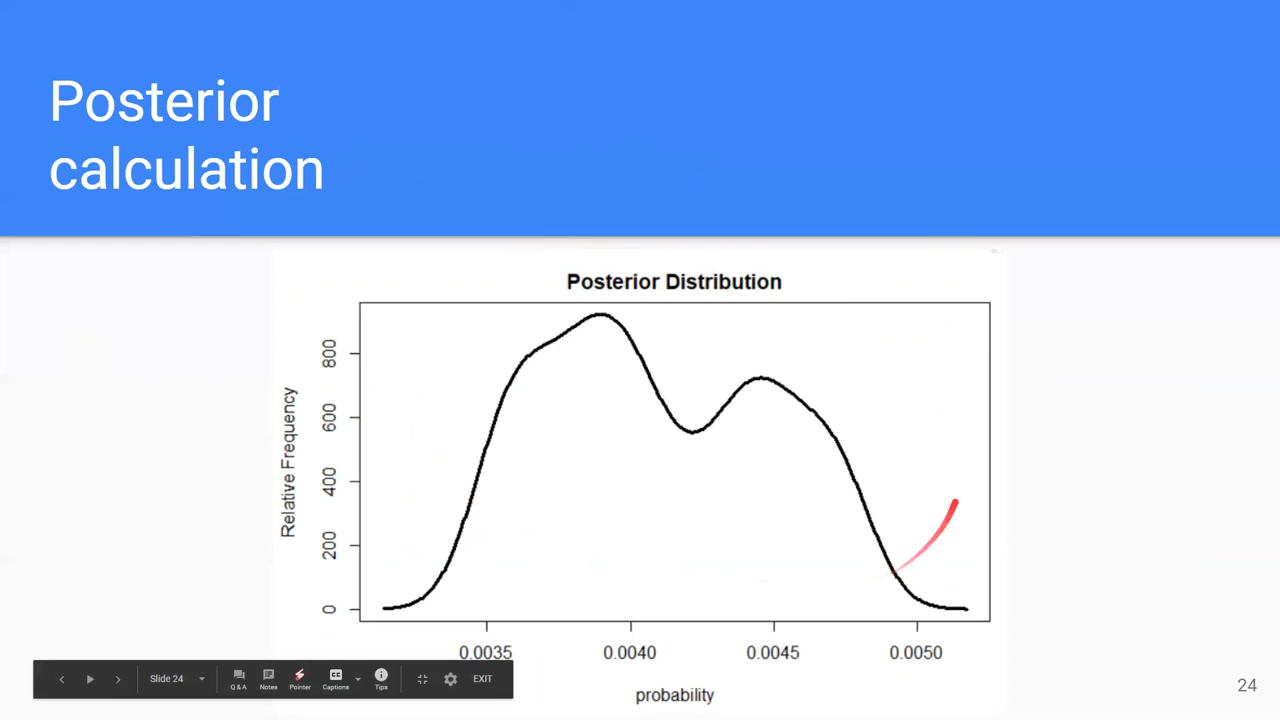 Posterior
calculation
Posterior Distribution
Relative Frequency
800
600
400
200
0
0.0035 0.0040 0.0045 0.0050
probability
Slide 24 Q & A Notes Pointer CC Captions Tips EXIT
24